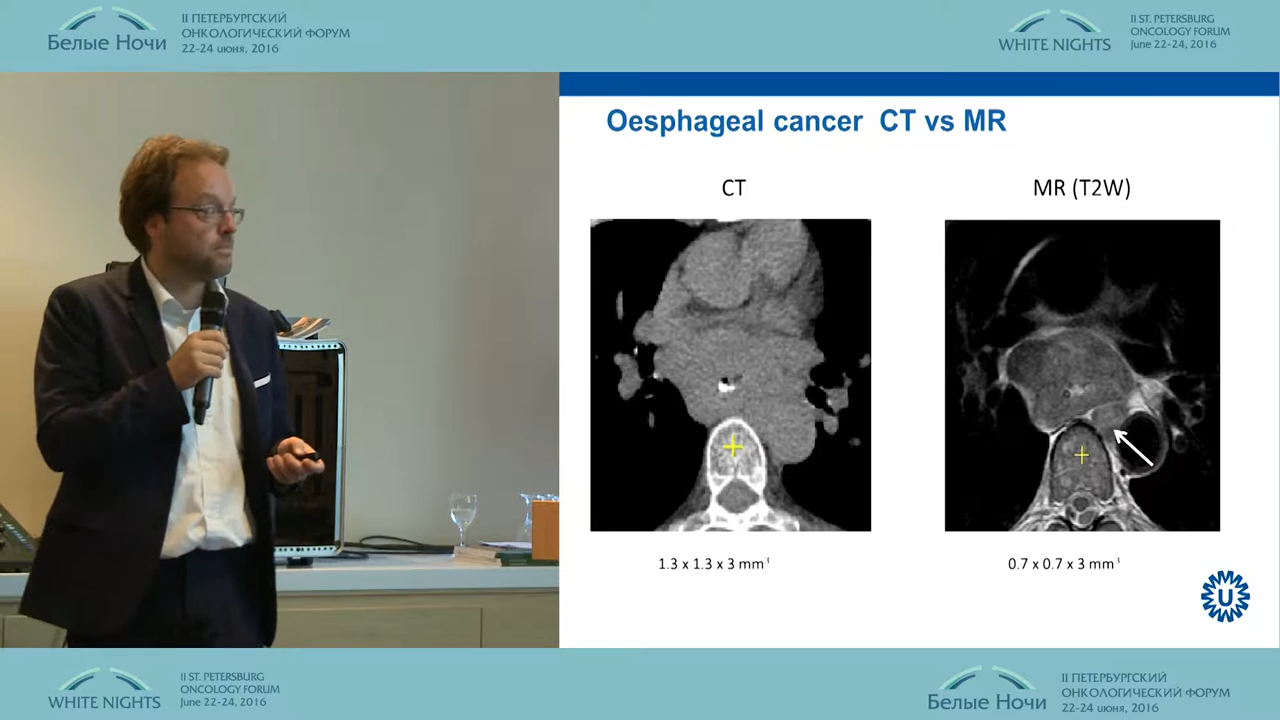 Белые Ночи
II ПЕТЕРБУРГСКИЙ
ОНКОЛОГИЧЕСКИЙ ФОРУМ
22-24 июня, 2016
WHITE NIGHTS
II ST. PETERSBURG
ONCOLOGY FORUM
June 22-24, 2016
Oesphageal cancer CT vs MR
CT
MR (T2W)
1.3 x 1.3 x 3 mm⁻¹
0.7 x 0.7 x 3 mm⁻¹
U
WHITE NIGHTS
II ST. PETERSBURG
ONCOLOGY FORUM
June 22-24, 2016
Белые Ночи
II ПЕТЕРБУРГСКИЙ
ОНКОЛОГИЧЕСКИЙ ФОРУМ
22-24 июня, 2016